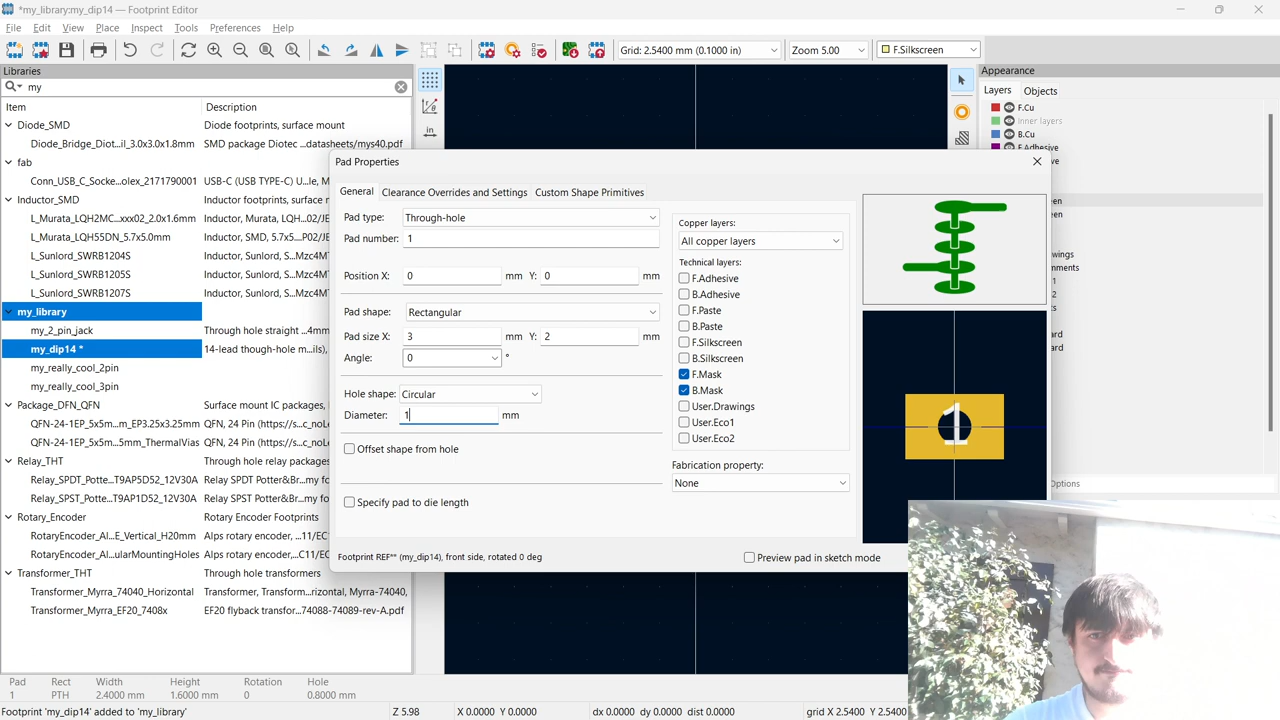 *my_library:my_dip14 — Footprint Editor
File Edit View Place Inspect Tools Preferences Help
Grid: 2.5400 mm (0.1000 in)
Zoom 5.00
F.Silkscreen
Libraries
my
Item Description
Diode_SMD Diode footprints, surface mount
Diode_Bridge_Diot...il_3.0x3.0x1.8mm SMD package Diotec ...datasheets/mys40.pdf
fab
Conn_USB_C_Socke...olex_2171790001 USB-C (USB TYPE-C) U...le, M
Inductor_SMD Inductor footprints, surface r
L_Murata_LQH2MC...xxx02_2.0x1.6mm Inductor, Murata, LQH...02/JE
L_Murata_LQH55DN_5.7x5.0mm Inductor, SMD, 5.7x5....P02/JE
L_Sunlord_SWRB1204S Inductor, Sunlord, S...Mzc4M
L_Sunlord_SWRB1205S Inductor, Sunlord, S...Mzc4M
L_Sunlord_SWRB1207S Inductor, Sunlord, S...Mzc4M
my_library
my_2_pin_jack Through hole straight ...4mm
my_dip14 * 14-lead though-hole m...ils),
my_really_cool_2pin
my_really_cool_3pin
Package_DFN_QFN Surface mount IC packages,
QFN-24-1EP_5x5m...m_EP3.25x3.25mm QFN, 24 Pin (https://s...c_noL
QFN-24-1EP_5x5m...5mm_ThermalVias QFN, 24 Pin (https://s...c_noL
Relay_THT Through hole relay packages
Relay_SPDT_Potte...T9AP1D52_12V30A Relay SPDT Potter&Br...my fo
Relay_SPST_Potte...T9AP5D52_12V30A Relay SPST Potter&Br...my fo
Rotary_Encoder Rotary Encoder Footprints
RotaryEncoder_Al...E_Vertical_H20mm Alps rotary encoder,...11/EC
RotaryEncoder_Al...ularMountingHoles Alps rotary encoder,...C11/EC
Transformer_THT Through hole transformers
Transformer_Myrra_74040_Horizontal Transformer, Transform...rizontal, Myrra-74040,
Transformer_Myrra_EF20_7408x EF20 flyback transfor...74088-74089-rev-A.pdf
in
Appearance
Layers Objects
F.Cu
Inner layers
B.Cu
F.Adhesive
ve
en
en
wings
mments
1
2
ts
ard
ard
Options
Pad Properties
General Clearance Overrides and Settings Custom Shape Primitives
Pad type: Through-hole
Pad number: 1
Position X: 0 mm Y: 0 mm
Pad shape: Rectangular
Pad size X: 3 mm Y: 2 mm
Angle: 0 °
Hole shape: Circular
Diameter: 1 mm
Offset shape from hole
Specify pad to die length
Copper layers:
All copper layers
Technical layers:
F.Adhesive
B.Adhesive
F.Paste
B.Paste
F.Silkscreen
B.Silkscreen
F.Mask
B.Mask
User.Drawings
User.Eco1
User.Eco2
Fabrication property:
None
1
Footprint REF** (my_dip14), front side, rotated 0 deg
Preview pad in sketch mode
Pad Rect Width Height Rotation Hole
1 PTH 2.4000 mm 1.6000 mm 0 0.8000 mm
Footprint 'my_dip14' added to 'my_library' Z 5.98 X 0.0000 Y 0.0000 dx 0.0000 dy 0.0000 dist 0.0000 grid X 2.5400 Y 2.5400